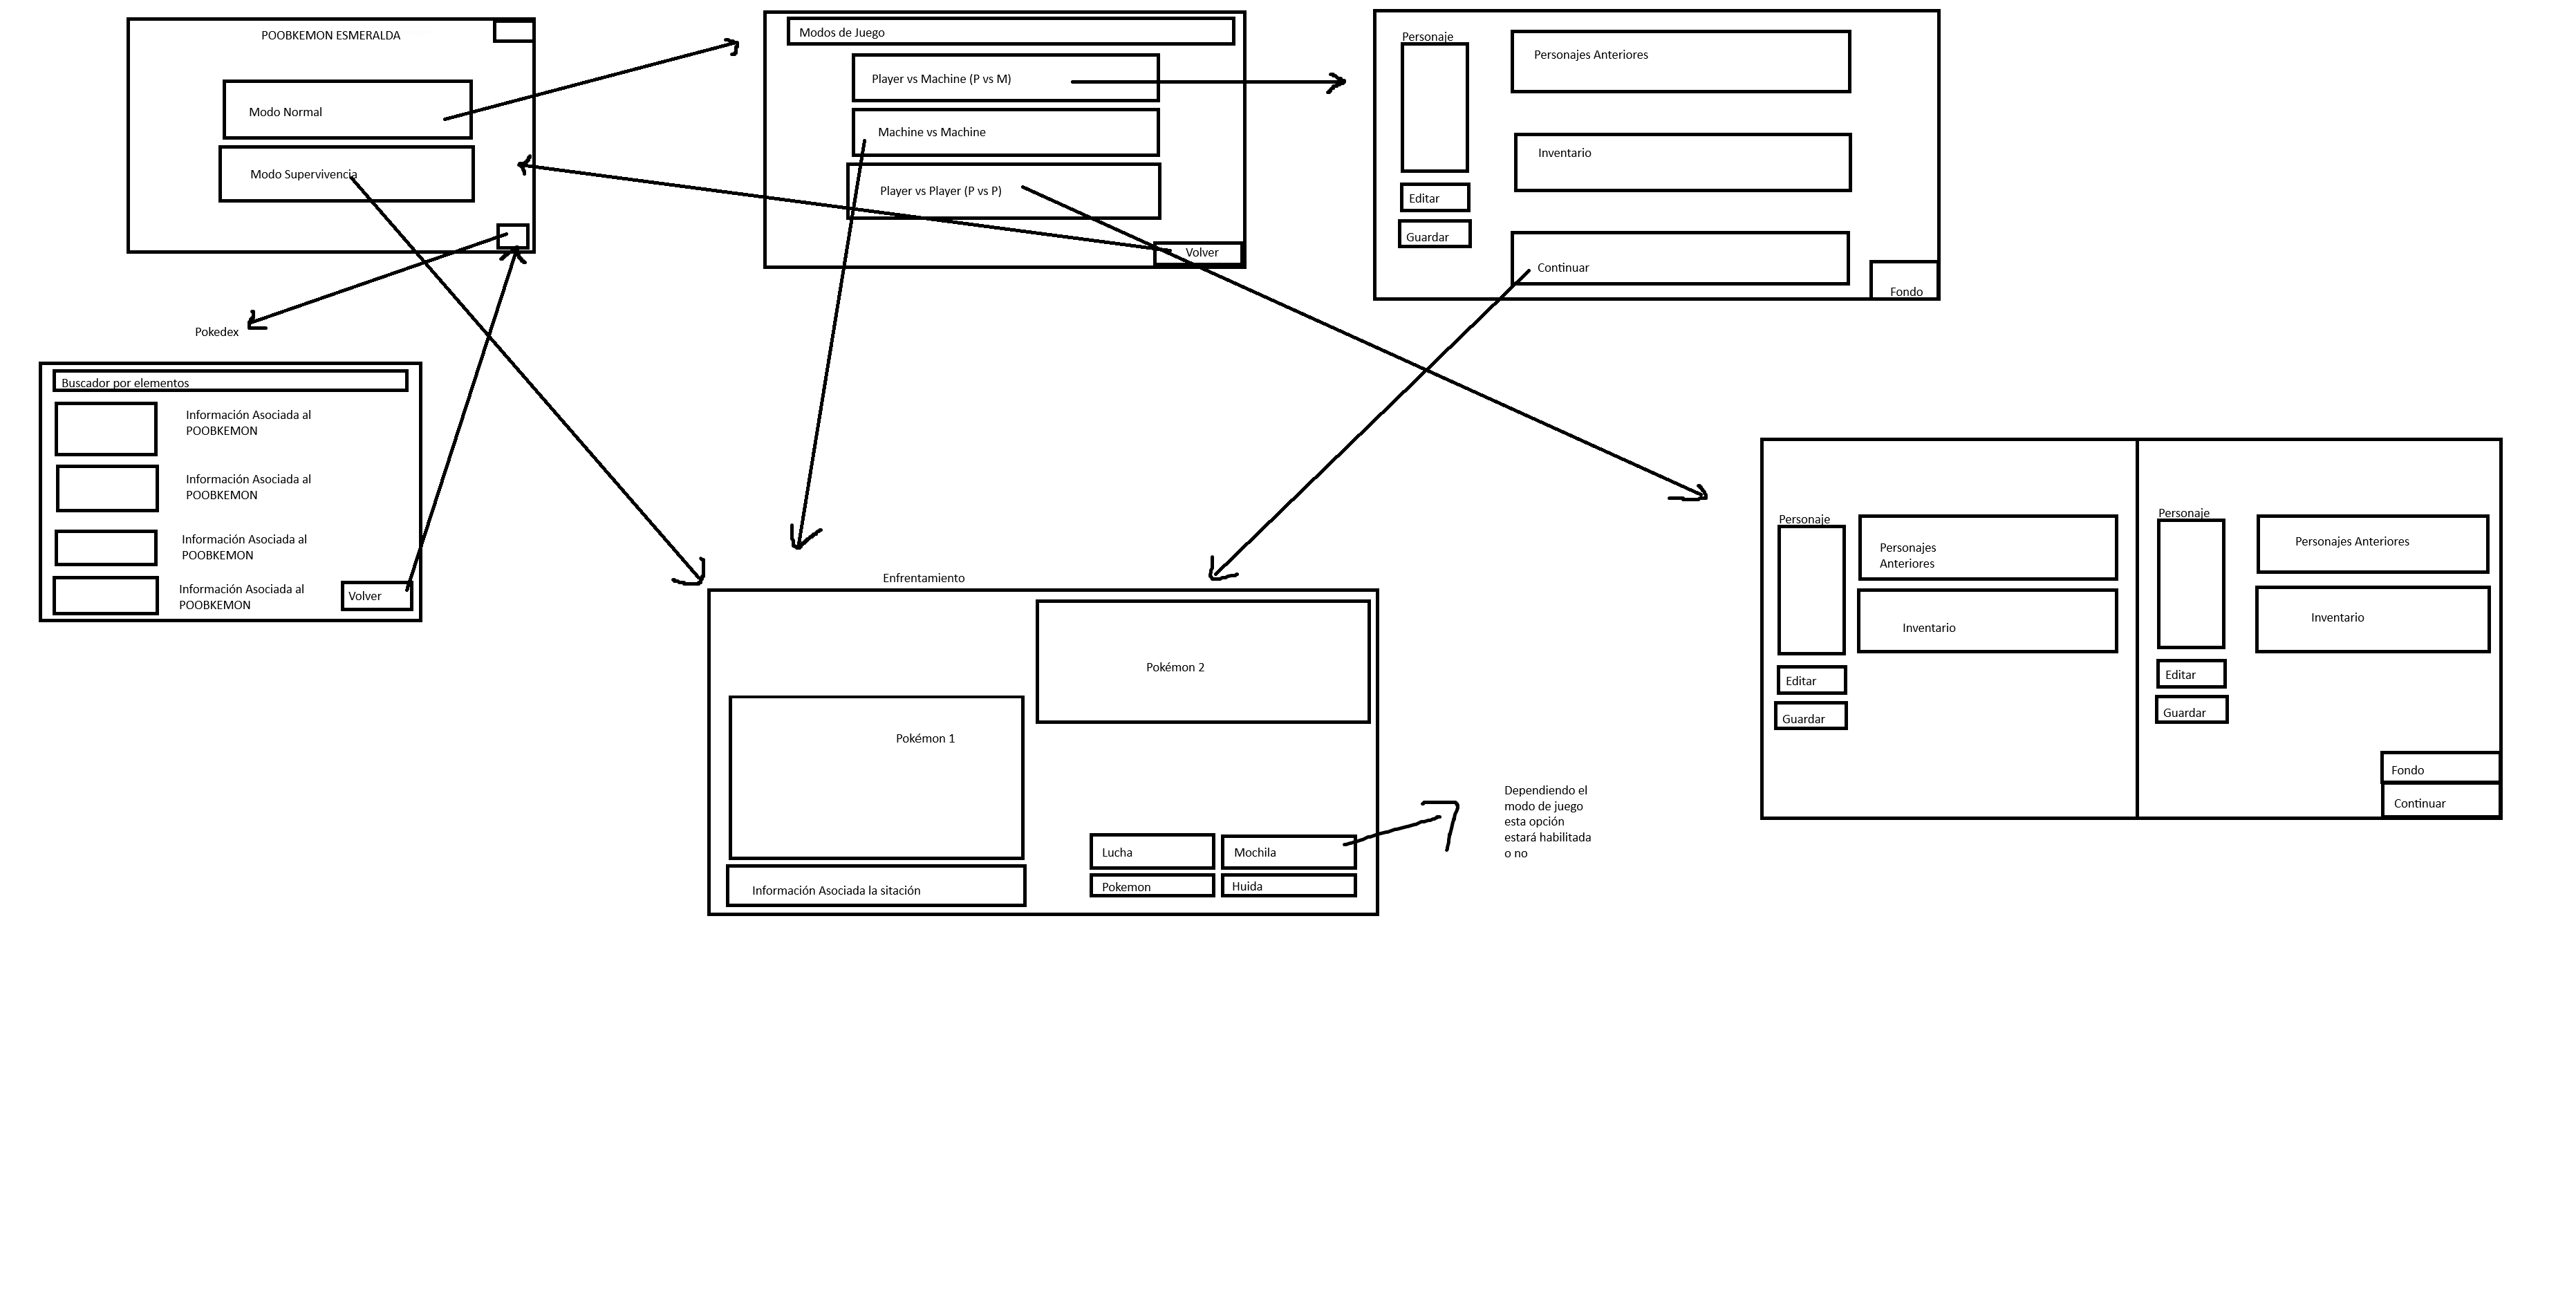 POOBKEMON ESMERALDA
Modo Normal
Modo Supervivencia
Modos de Juego
Player vs Machine (P vs M)
Machine vs Machine
Player vs Player (P vs P)
Volver
Personaje
Editar
Guardar
Personajes Anteriores
Inventario
Continuar
Fondo
Pokedex
Buscador por elementos
Información Asociada al
POOBKEMON
Información Asociada al
POOBKEMON
Información Asociada al
POOBKEMON
Información Asociada al
POOBKEMON
Volver
Enfrentamiento
Pokémon 2
Pokémon 1
Información Asociada la sitación
Lucha
Mochila
Pokemon
Huida
Dependiendo el
modo de juego
esta opción
estará habilitada
o no
Personaje
Editar
Guardar
Personajes
Anteriores
Inventario
Personaje
Editar
Guardar
Personajes Anteriores
Inventario
Fondo
Continuar